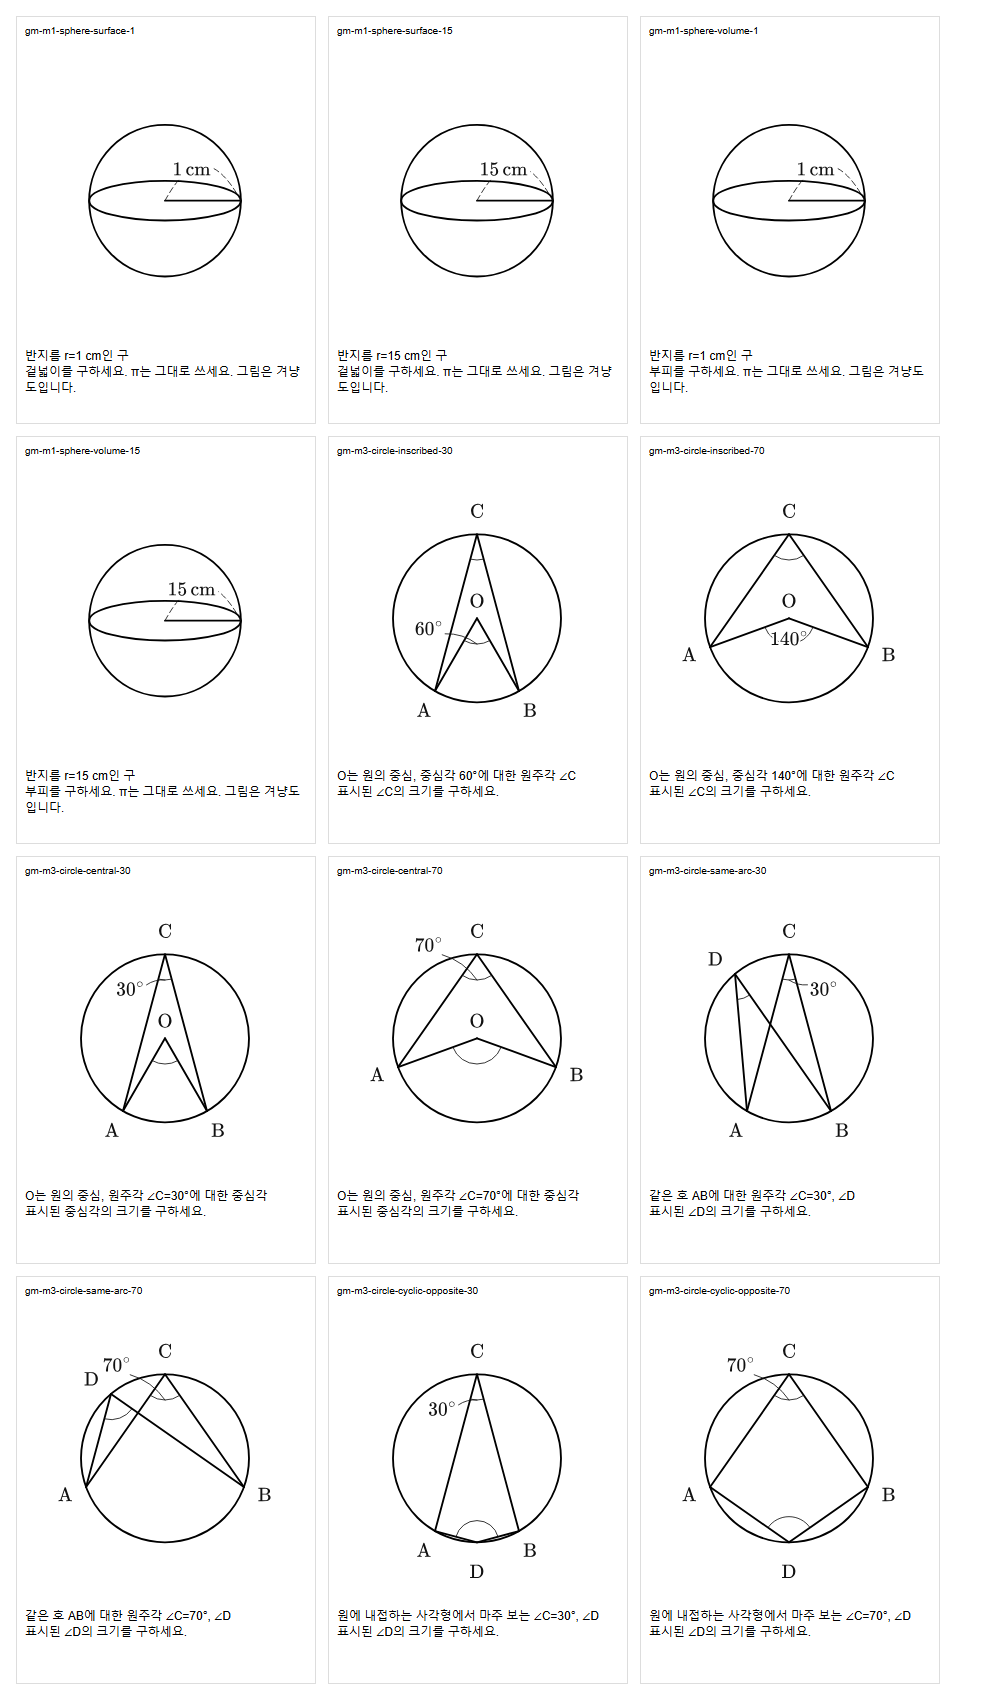 gm-m1-sphere-surface-1
1 cm
반지름 r=1 cm인 구
겉넓이를 구하세요. π는 그대로 쓰세요. 그림은 겨냥
도입니다.
gm-m1-sphere-surface-15
15 cm
반지름 r=15 cm인 구
겉넓이를 구하세요. π는 그대로 쓰세요. 그림은 겨냥
도입니다.
gm-m1-sphere-volume-1
1 cm
반지름 r=1 cm인 구
부피를 구하세요. π는 그대로 쓰세요. 그림은 겨냥도
입니다.
gm-m1-sphere-volume-15
15 cm
반지름 r=15 cm인 구
부피를 구하세요. π는 그대로 쓰세요. 그림은 겨냥도
입니다.
gm-m3-circle-inscribed-30
C
O
60°
A B
O는 원의 중심, 중심각 60°에 대한 원주각 ∠C
표시된 ∠C의 크기를 구하세요.
gm-m3-circle-inscribed-70
C
O
140°
A B
O는 원의 중심, 중심각 140°에 대한 원주각 ∠C
표시된 ∠C의 크기를 구하세요.
gm-m3-circle-central-30
C
30°
O
A B
O는 원의 중심, 원주각 ∠C=30°에 대한 중심각
표시된 중심각의 크기를 구하세요.
gm-m3-circle-central-70
C
70°
O
A B
O는 원의 중심, 원주각 ∠C=70°에 대한 중심각
표시된 중심각의 크기를 구하세요.
gm-m3-circle-same-arc-30
C
D
30°
A B
같은 호 AB에 대한 원주각 ∠C=30°, ∠D
표시된 ∠D의 크기를 구하세요.
gm-m3-circle-same-arc-70
C
70°
D
A B
같은 호 AB에 대한 원주각 ∠C=70°, ∠D
표시된 ∠D의 크기를 구하세요.
gm-m3-circle-cyclic-opposite-30
C
30°
A B
D
원에 내접하는 사각형에서 마주 보는 ∠C=30°, ∠D
표시된 ∠D의 크기를 구하세요.
gm-m3-circle-cyclic-opposite-70
C
70°
A B
D
원에 내접하는 사각형에서 마주 보는 ∠C=70°, ∠D
표시된 ∠D의 크기를 구하세요.